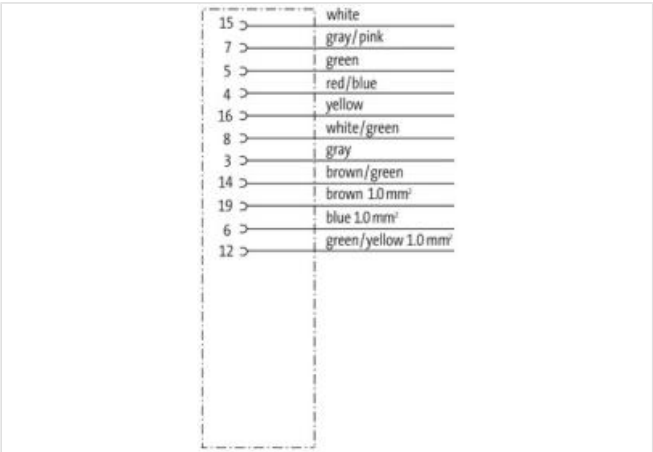 15 white
7 gray/pink
5 green
4 red/blue
16 yellow
8 white/green
3 gray
14 brown/green
19 brown 1.0 mm²
6 blue 1.0 mm²
12 green/yellow 1.0 mm²